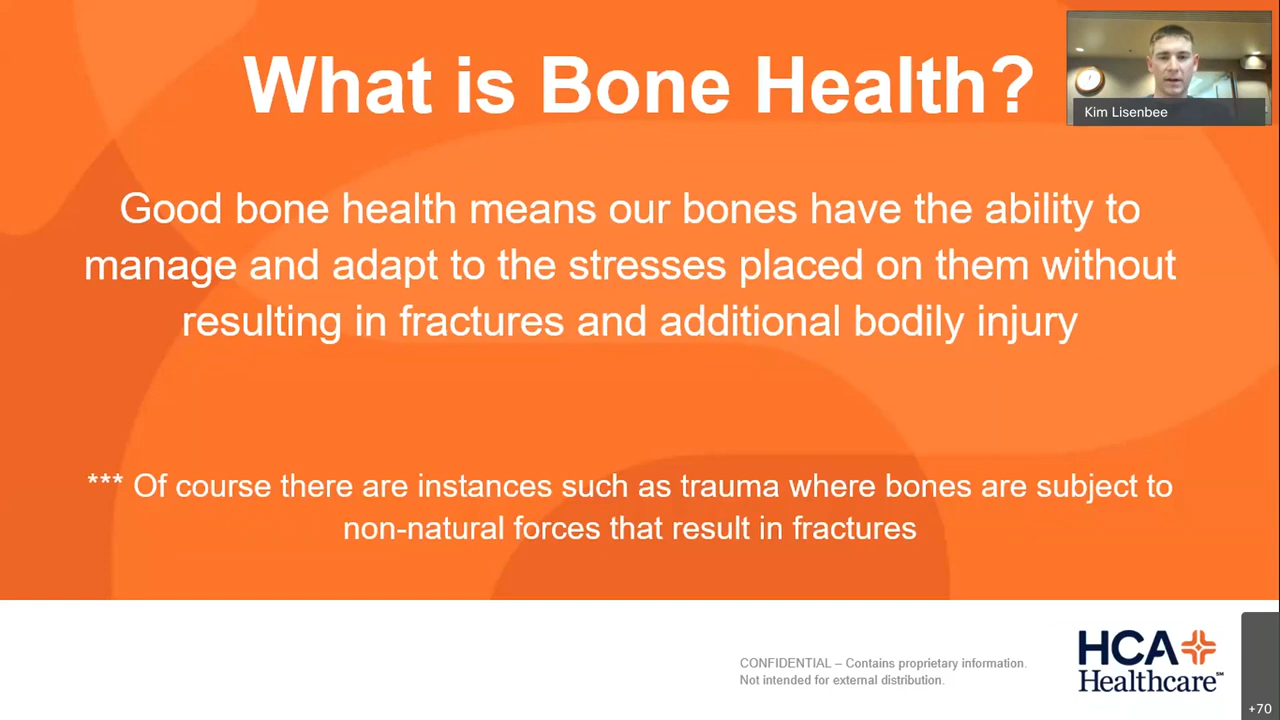 What is Bone Health?
Kim Lisenbee
Good bone health means our bones have the ability to
manage and adapt to the stresses placed on them without
resulting in fractures and additional bodily injury
*** Of course there are instances such as trauma where bones are subject to
non-natural forces that result in fractures
CONFIDENTIAL – Contains proprietary information.
Not intended for external distribution.
HCA
Healthcare℠
+70